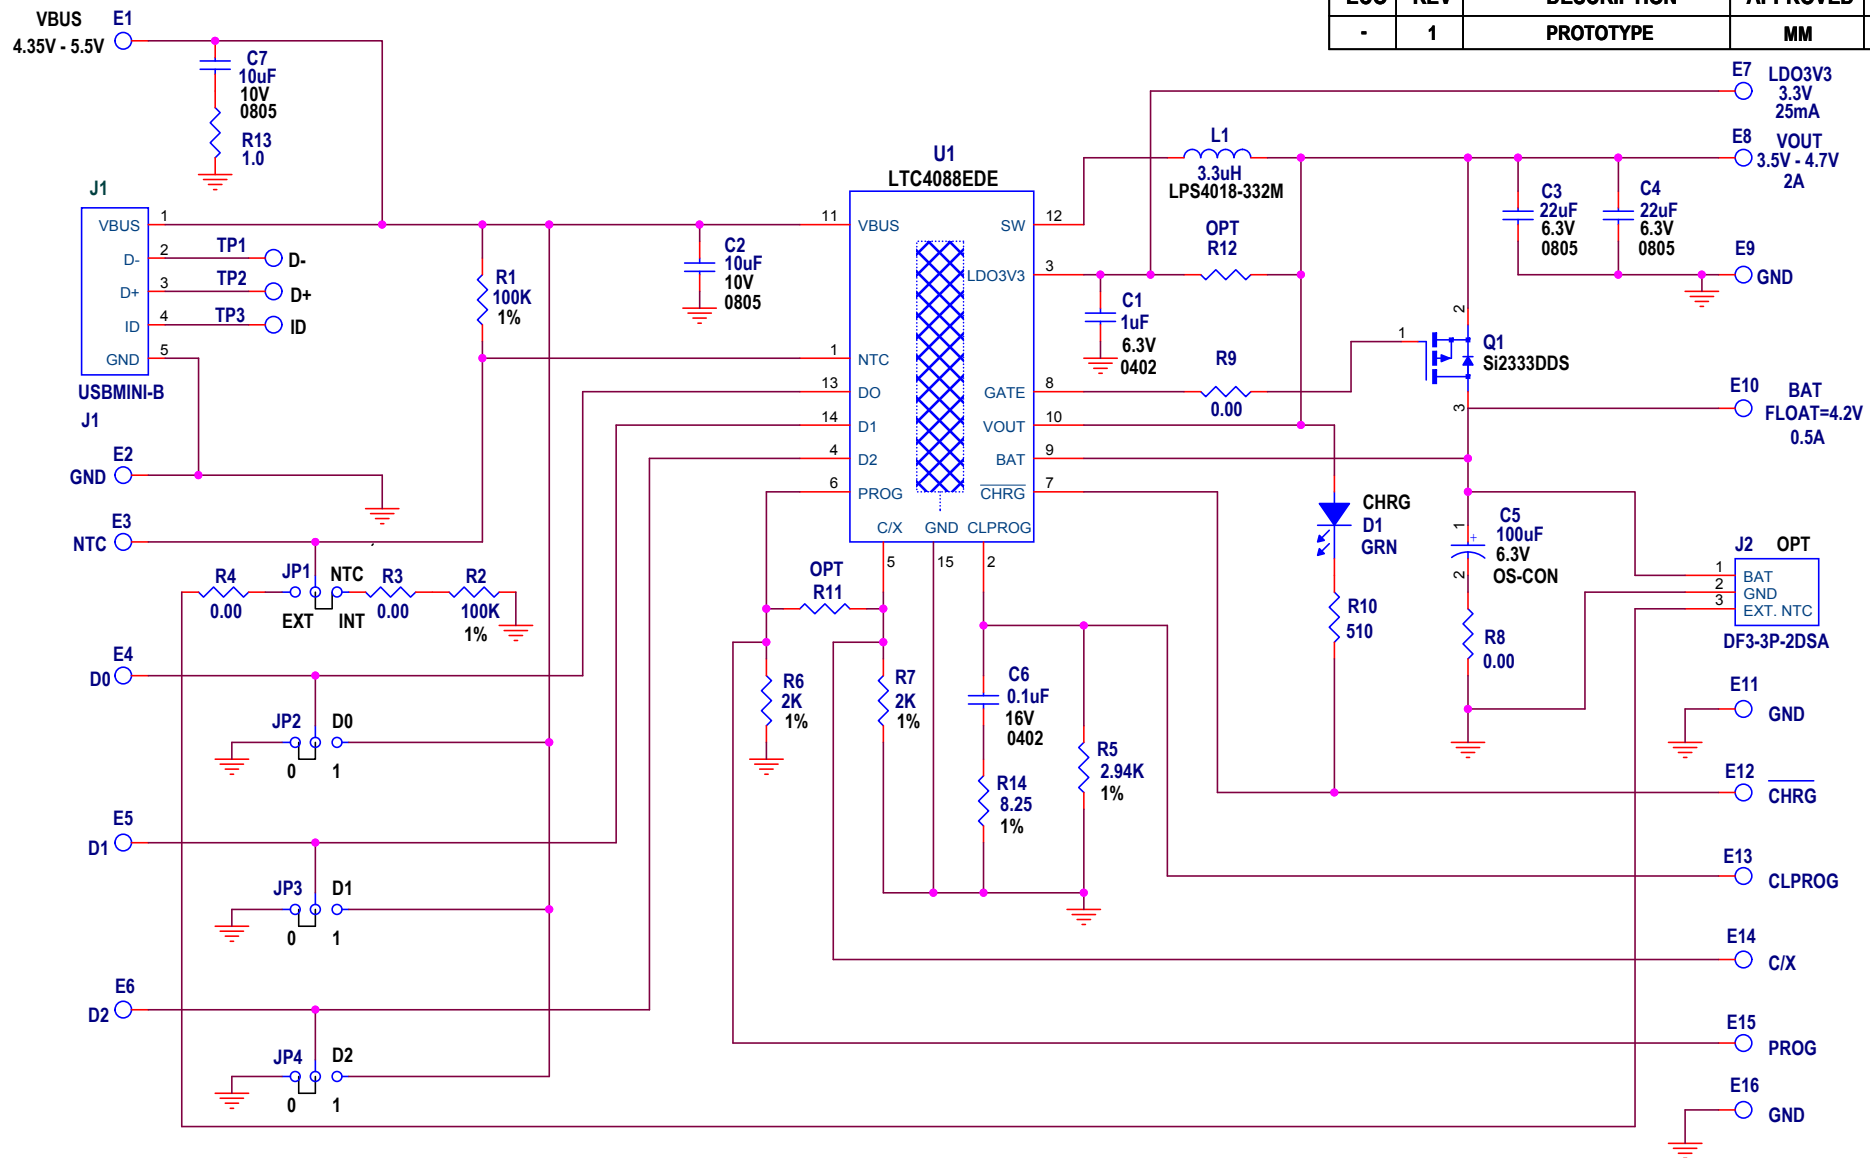 ECO REV DESCRIPTION APPROVED
- 1 PROTOTYPE MM
VBUS E1
4.35V - 5.5V
C7
10uF
10V
0805
R13
1.0
J1
VBUS 1
D- 2
D+ 3
ID 4
GND 5
TP1 D-
TP2 D+
TP3 ID
USBMINI-B
J1
E2
GND
E3
NTC
R4
0.00
JP1
NTC
EXT INT
R3
0.00
R2
100K
1%
E4
D0
JP2 D0
0 1
E5
D1
JP3 D1
0 1
E6
D2
JP4 D2
0 1
R1
100K
1%
C2
10uF
10V
0805
U1
LTC4088EDE
11 VBUS
1 NTC
13 DO
14 D1
4 D2
6 PROG
SW 12
LDO3V3 3
GATE 8
VOUT 10
BAT 9
CHRG 7
C/X GND CLPROG
5 15 2
OPT
R11
R6
2K
1%
R7
2K
1%
C6
0.1uF
16V
0402
R14
8.25
1%
R5
2.94K
1%
L1
3.3uH
LPS4018-332M
OPT
R12
C1
1uF
6.3V
0402
R9
0.00
CHRG
D1
GRN
R10
510
C3
22uF
6.3V
0805
C4
22uF
6.3V
0805
2
1
3
Q1
Si2333DDS
1
+
2
C5
100uF
6.3V
OS-CON
R8
0.00
J2 OPT
1 BAT
2 GND
3 EXT. NTC
DF3-3P-2DSA
E7 LDO3V3
3.3V
25mA
E8 VOUT
3.5V - 4.7V
2A
E9
GND
E10 BAT
FLOAT=4.2V
0.5A
E11
GND
E12
CHRG
E13
CLPROG
E14
C/X
E15
PROG
E16
GND